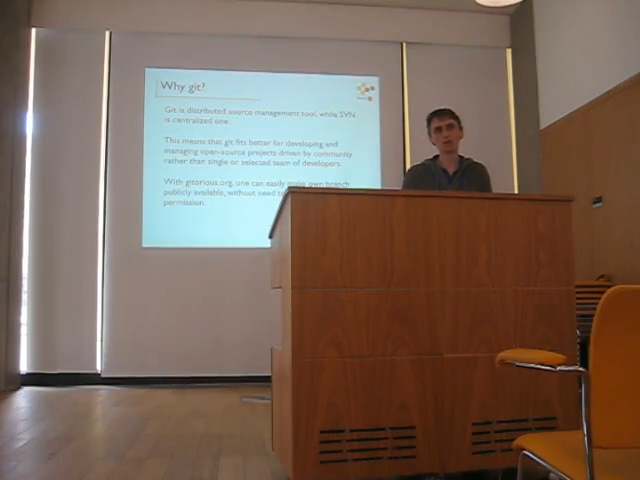 Why git?
Git is distributed source management tool, while SVN
is centralized one.
This means that git fits better for developing and
managing open-source projects driven by community
rather than single or selected team of developers.
With gitorious.org, one can easily make own branch
publicly available, without need to
permission.